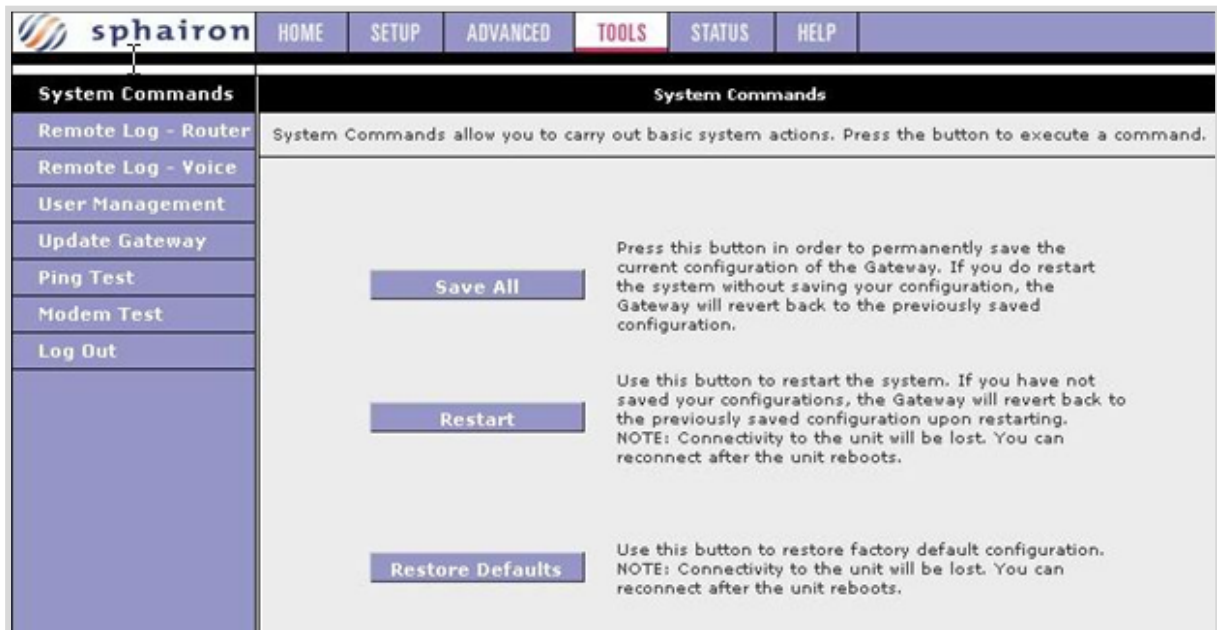 sphairon
HOME
SETUP
ADVANCED
TOOLS
STATUS
HELP
System Commands
Remote Log - Router
Remote Log - Voice
User Management
Update Gateway
Ping Test
Modem Test
Log Out
System Commands
System Commands allow you to carry out basic system actions. Press the button to execute a command.
Save All
Press this button in order to permanently save the
current configuration of the Gateway. If you do restart
the system without saving your configuration, the
Gateway will revert back to the previously saved
configuration.
Restart
Use this button to restart the system. If you have not
saved your configurations, the Gateway will revert back to
the previously saved configuration upon restarting.
NOTE: Connectivity to the unit will be lost. You can
reconnect after the unit reboots.
Restore Defaults
Use this button to restore factory default configuration.
NOTE: Connectivity to the unit will be lost. You can
reconnect after the unit reboots.